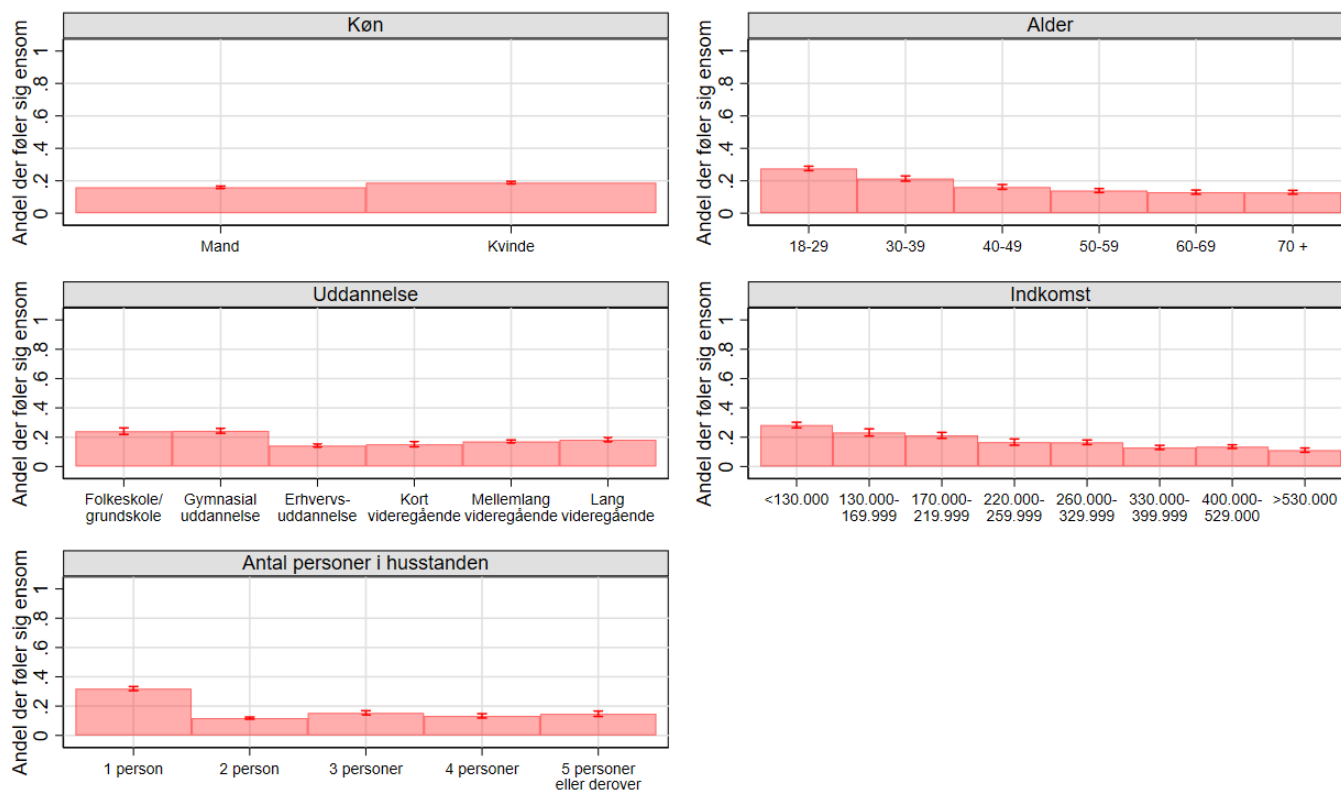 Køn
Andel der føler sig ensom
0 .2 .4 .6 .8 1
Mand Kvinde
Alder
Andel der føler sig ensom
0 .2 .4 .6 .8 1
18-29 30-39 40-49 50-59 60-69 70 +
Uddannelse
Andel der føler sig ensom
0 .2 .4 .6 .8 1
Folkeskole/ Gymnasial Erhvervs- Kort Mellemlang Lang
grundskole uddannelse uddannelse videregående videregående videregående
Indkomst
Andel der føler sig ensom
0 .2 .4 .6 .8 1
<130.000 130.000- 170.000- 220.000- 260.000- 330.000- 400.000- >530.000
169.999 219.999 259.999 329.999 399.999 529.000
Antal personer i husstanden
Andel der føler sig ensom
0 .2 .4 .6 .8 1
1 person 2 person 3 personer 4 personer 5 personer
eller derover